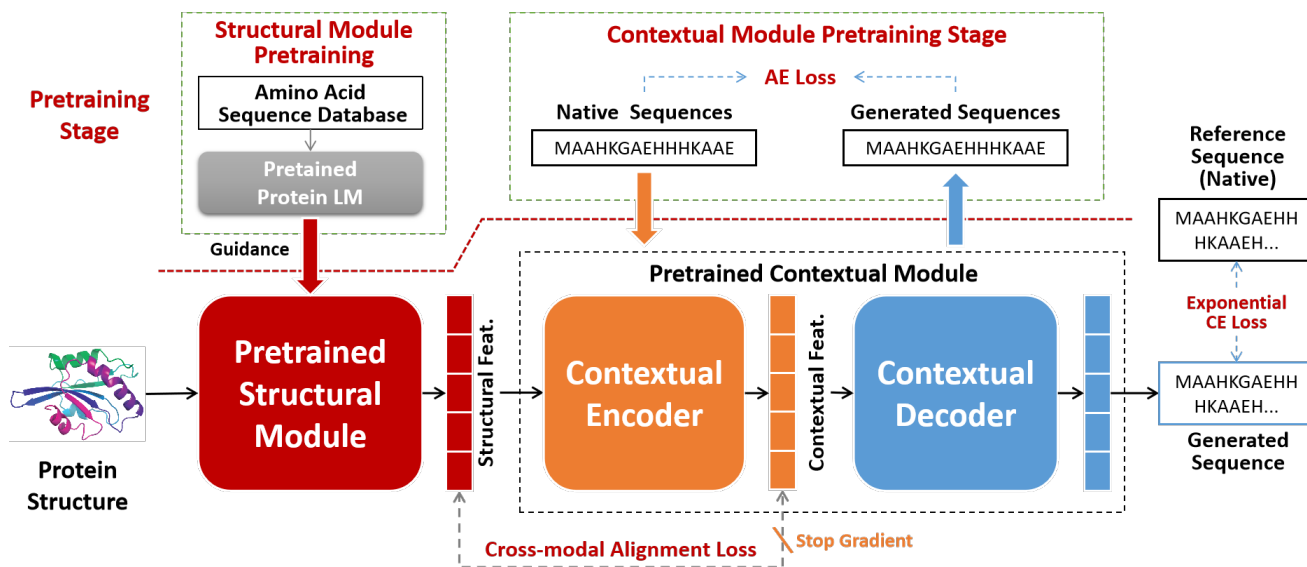 Structural Module
Pretraining
Amino Acid
Sequence Database
Pretained
Protein LM
Guidance
Pretraining
Stage
Contextual Module Pretraining Stage
AE Loss
Native Sequences
MAAHKGAEHHHKAAE
Generated Sequences
MAAHKGAEHHHKAAE
Reference
Sequence
(Native)
MAAHKGAEHH
HKAAEH...
Exponential
CE Loss
MAAHKGAEHH
HKAAEH...
Generated
Sequence
Protein
Structure
Pretrained
Structural
Module
Structural Feat.
Pretrained Contextual Module
Contextual
Encoder
Contextual Feat.
Contextual
Decoder
Cross-modal Alignment Loss
Stop Gradient